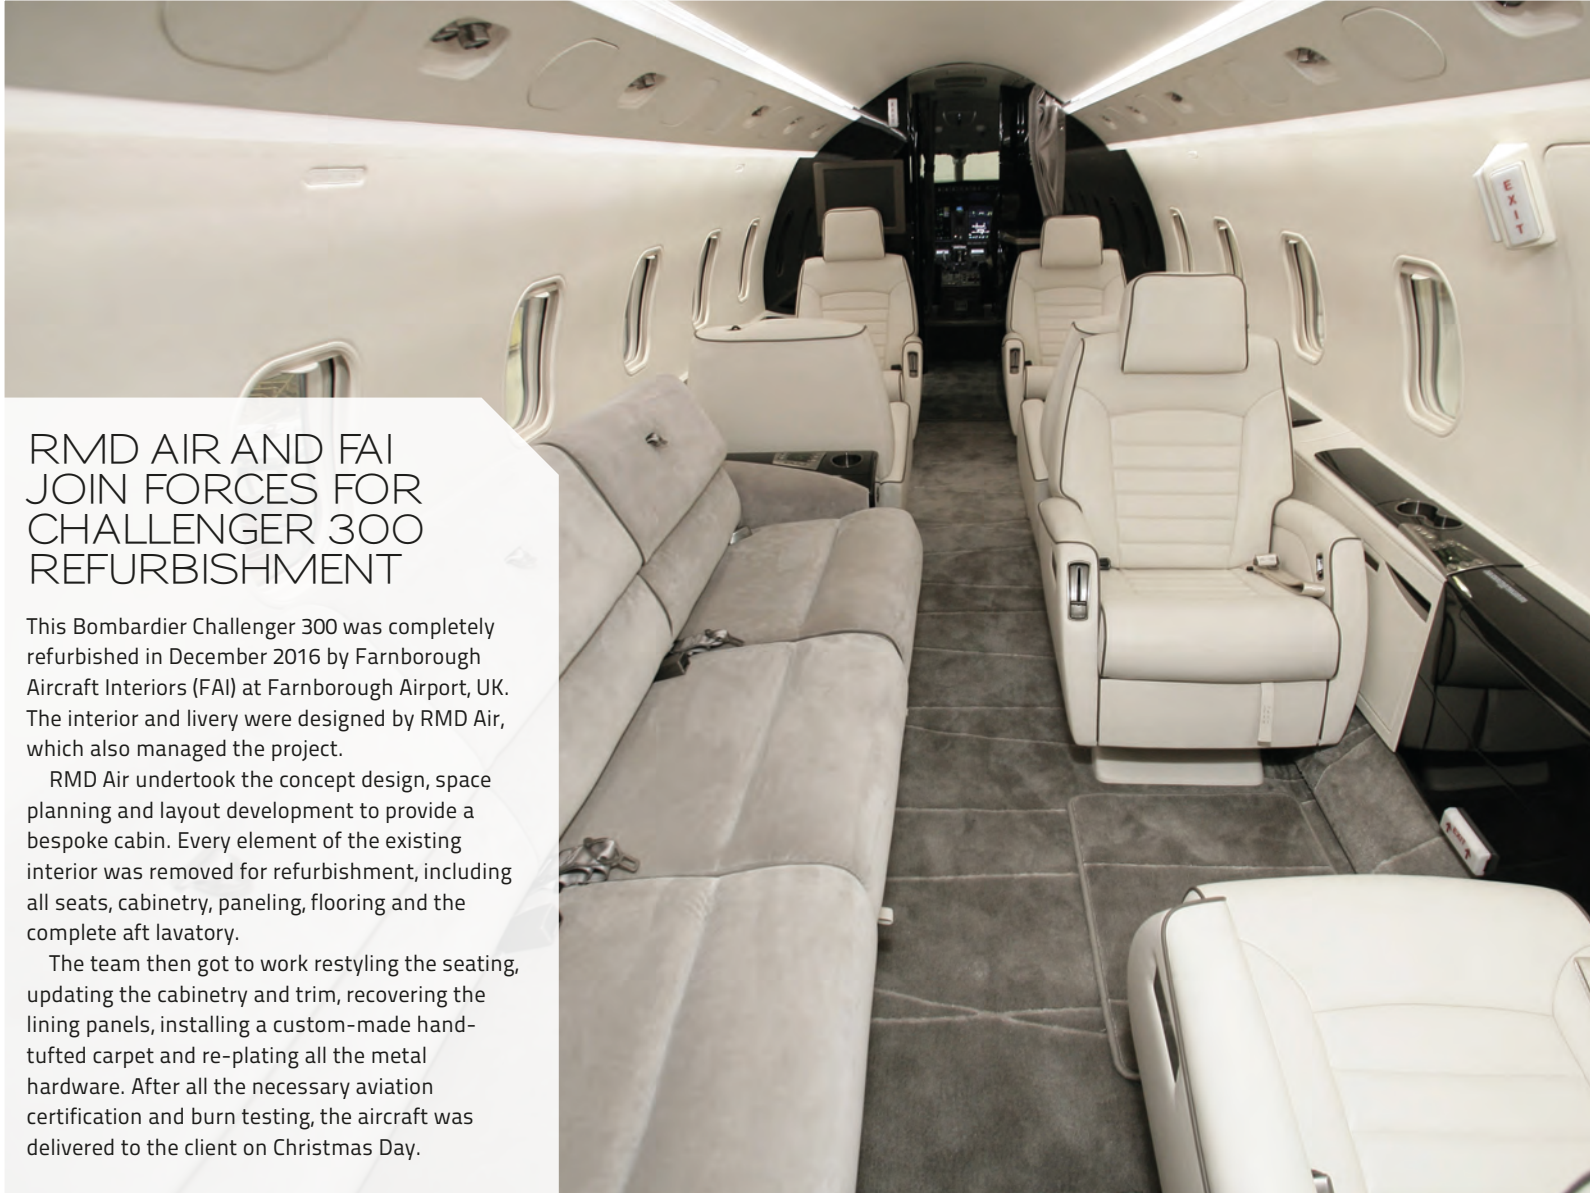 RMD AIR AND FAI
JOIN FORCES FOR
CHALLENGER 300
REFURBISHMENT
This Bombardier Challenger 300 was completely
refurbished in December 2016 by Farnborough
Aircraft Interiors (FAI) at Farnborough Airport, UK.
The interior and livery were designed by RMD Air,
which also managed the project.
RMD Air undertook the concept design, space
planning and layout development to provide a
bespoke cabin. Every element of the existing
interior was removed for refurbishment, including
all seats, cabinetry, paneling, flooring and the
complete aft lavatory.
The team then got to work restyling the seating,
updating the cabinetry and trim, recovering the
lining panels, installing a custom-made hand-
tufted carpet and re-plating all the metal
hardware. After all the necessary aviation
certification and burn testing, the aircraft was
delivered to the client on Christmas Day.
EXIT
EXIT